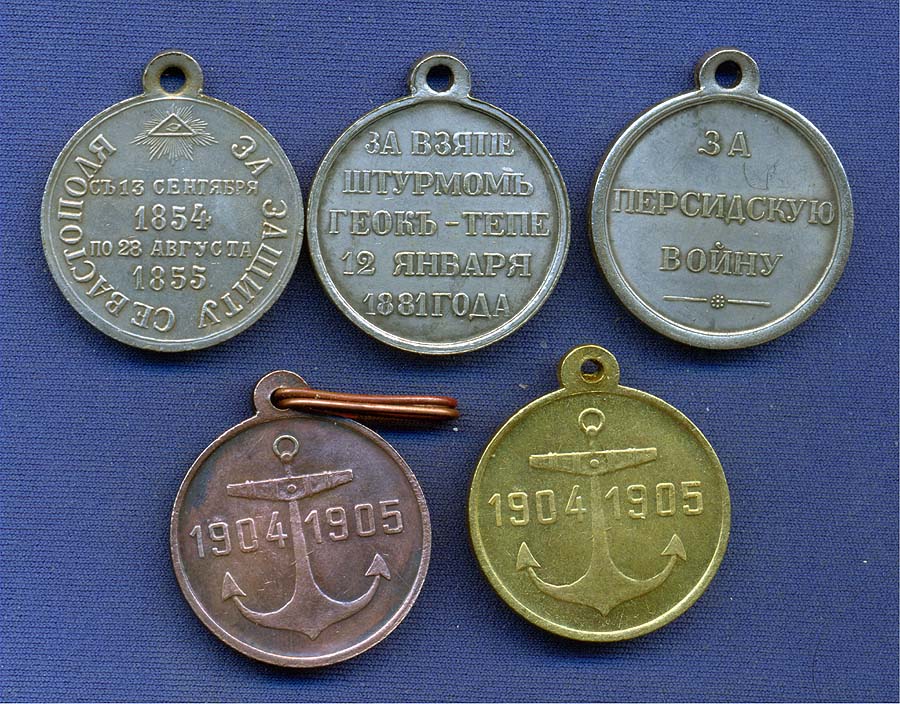 ЗА ЗАЩИТУ СЕВАСТОПОЛЯ
СЪ 13 СЕНТЯБРЯ
1854
ПО 28 АВГУСТА
1855.
ЗА ВЗЯТІЕ
ШТУРМОМЪ
ГЕОКЪ-ТЕПЕ
12 ЯНВАРЯ
1881 ГОДА
ЗА
ПЕРСИДСКУЮ
ВОЙНУ
1904 1905
1904 1905